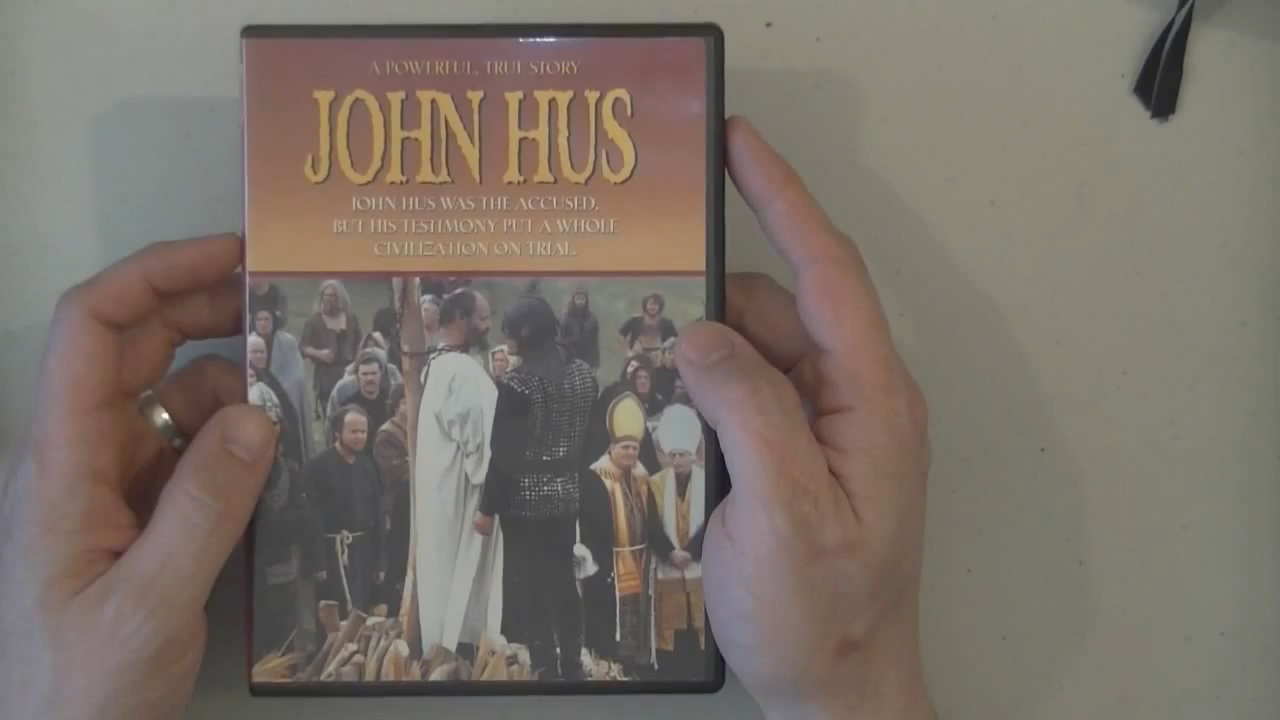 A POWERFUL, TRUE STORY
JOHN HUS
JOHN HUS WAS THE ACCUSED,
BUT HIS TESTIMONY PUT A WHOLE
CIVILIZATION ON TRIAL.